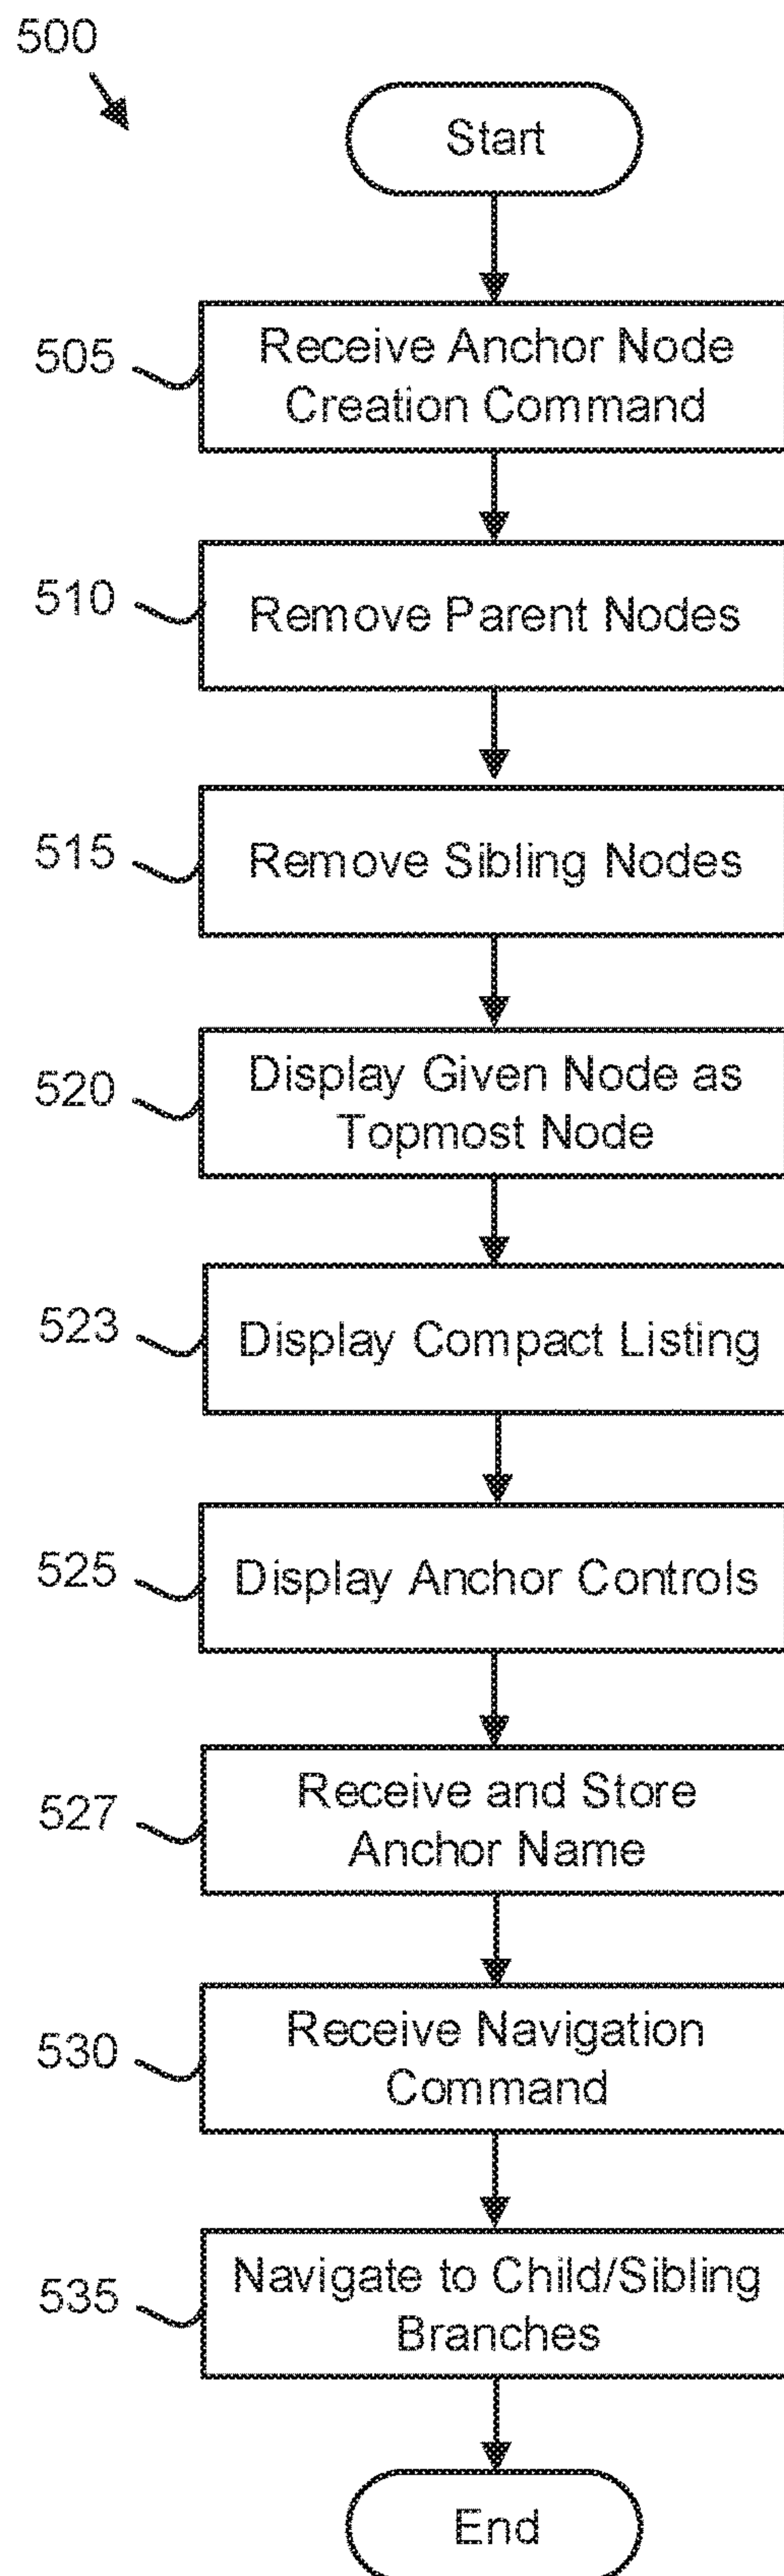 500
Start
505
Receive Anchor Node
Creation Command
510
Remove Parent Nodes
515
Remove Sibling Nodes
520
Display Given Node as
Topmost Node
523
Display Compact Listing
525
Display Anchor Controls
527
Receive and Store
Anchor Name
530
Receive Navigation
Command
535
Navigate to Child/Sibling
Branches
End